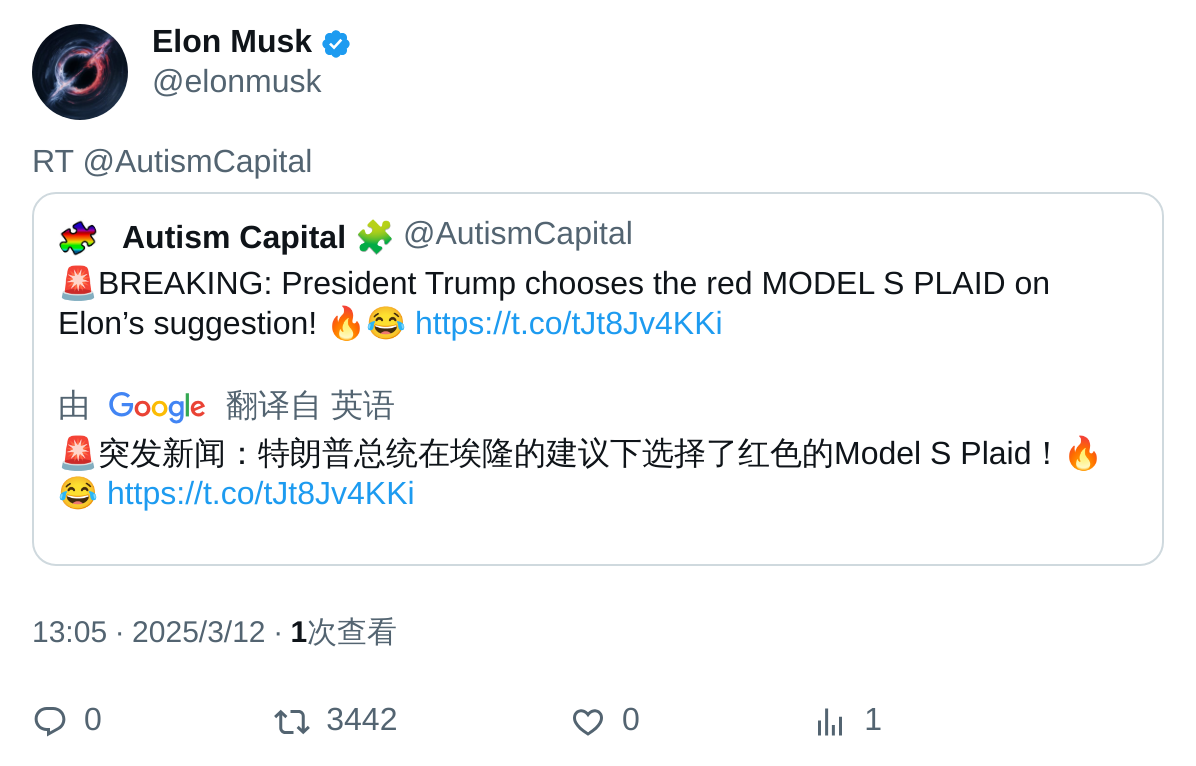 Elon Musk
@elonmusk
RT @AutismCapital
Autism Capital 🧩 @AutismCapital
🚨BREAKING: President Trump chooses the red MODEL S PLAID on
Elon’s suggestion! 🔥😂 https://t.co/tJt8Jv4KKi
由 Google 翻译自 英语
🚨突发新闻：特朗普总统在埃隆的建议下选择了红色的Model S Plaid！🔥
😂 https://t.co/tJt8Jv4KKi
13:05 · 2025/3/12 · 1次查看
0 3442 0 1